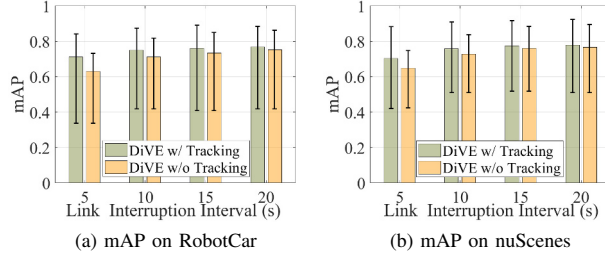 1
0.8
0.6
0.4
0.2
0
mAP
DiVE w/ Tracking
DiVE w/o Tracking
5 10 15 20
Link Interruption Interval (s)
(a) mAP on RobotCar
1
0.8
0.6
0.4
0.2
0
mAP
DiVE w/ Tracking
DiVE w/o Tracking
5 10 15 20
Link Interruption Interval (s)
(b) mAP on nuScenes